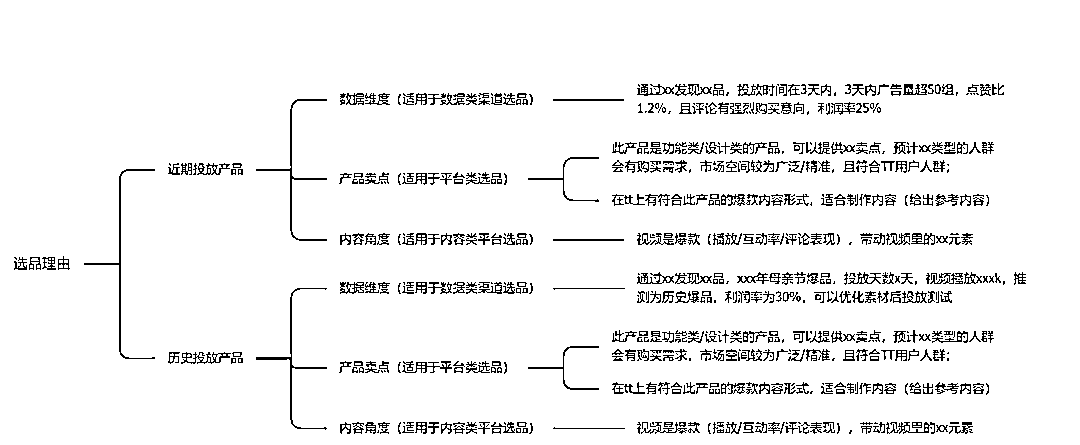 数据维度（适用于数据类渠道选品）
通过xx发现xx品，投放时间在3天内，3天内广告量超50组，点赞比
1.2%，且评论有强烈购买意向，利润率25%
近期投放产品
产品卖点（适用于平台类选品）
此产品是功能类/设计类的产品，可以提供xx卖点，预计xx类型的人群
会有购买需求，市场空间较为广泛/精准，且符合TT用户人群；
在tt上有符合此产品的爆款内容形式，适合制作内容（给出参考内容）
内容角度（适用于内容类平台选品）
视频是爆款（播放/互动率/评论表现），带动视频里的xx元素
选品理由
数据维度（适用于数据类渠道选品）
通过xx发现xx品，xxx年母亲节爆品，投放天数x天，视频播放xxxk，推
测为历史爆品，利润率为30%，可以优化素材后投放测试
历史投放产品
产品卖点（适用于平台类选品）
此产品是功能类/设计类的产品，可以提供xx卖点，预计xx类型的人群
会有购买需求，市场空间较为广泛/精准，且符合TT用户人群；
在tt上有符合此产品的爆款内容形式，适合制作内容（给出参考内容）
内容角度（适用于内容类平台选品）
视频是爆款（播放/互动率/评论表现），带动视频里的xx元素